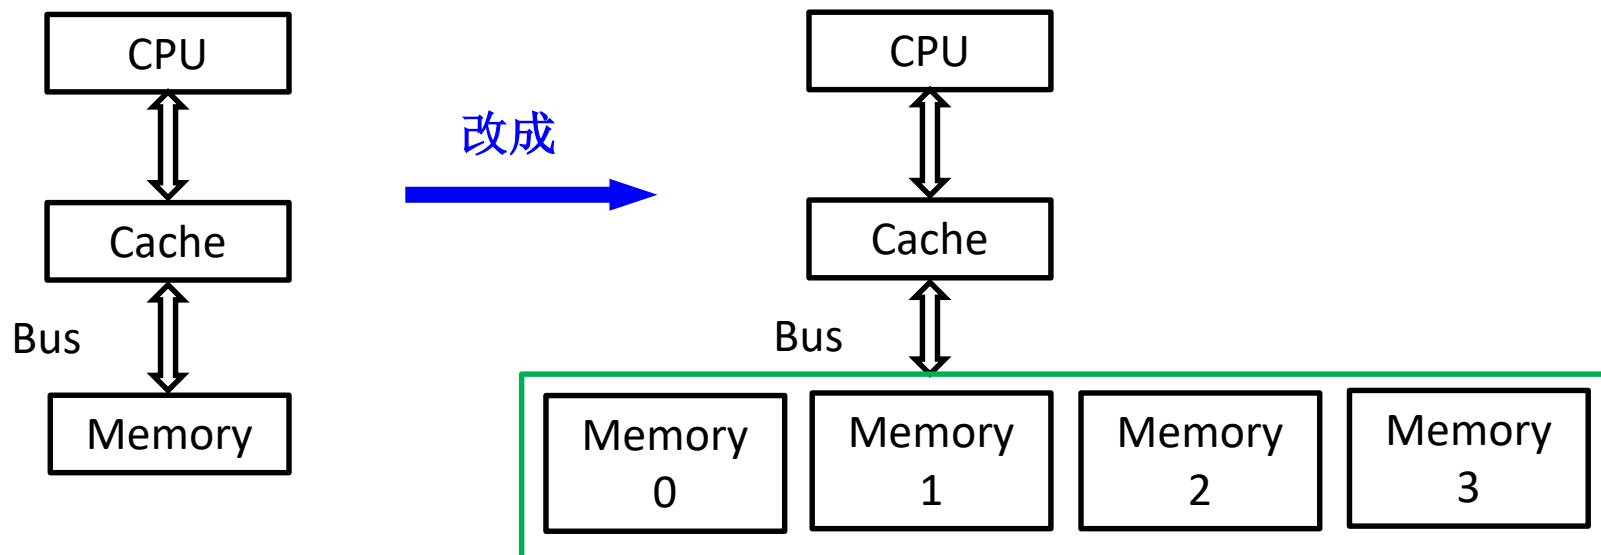 CPU
Cache
Bus
Memory
改成
CPU
Cache
Bus
Memory
0
Memory
1
Memory
2
Memory
3